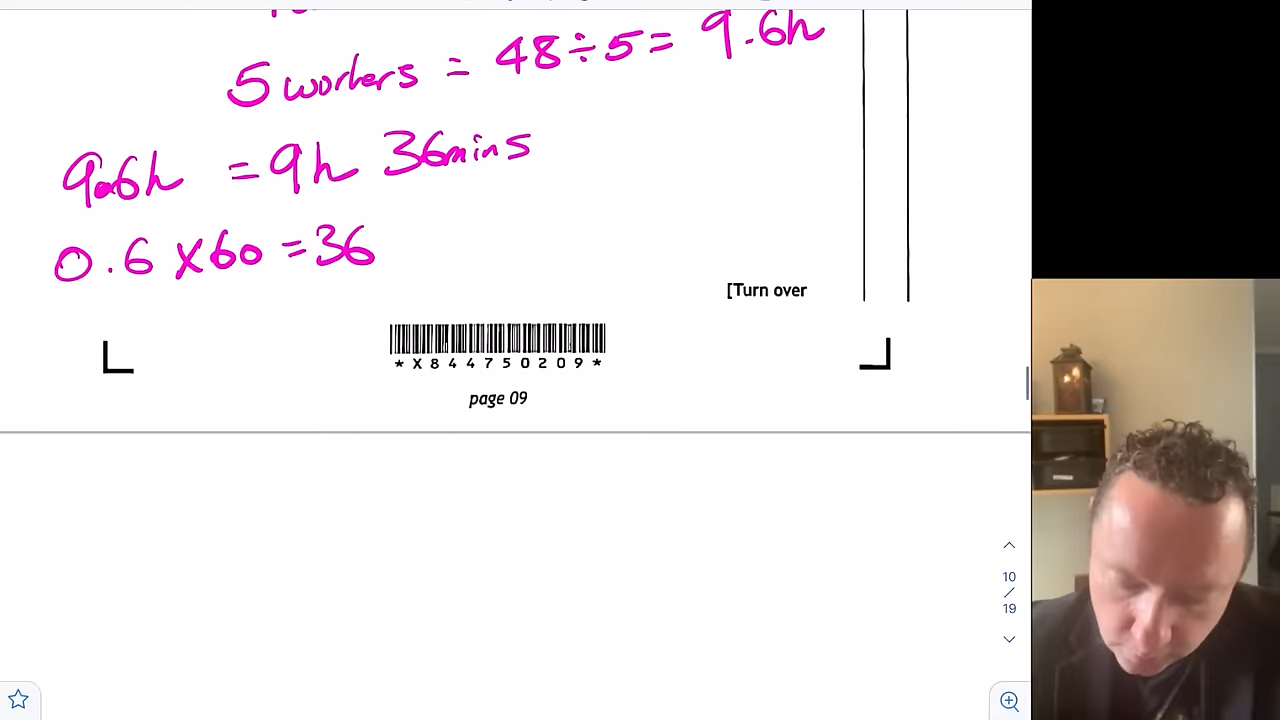 5 workers = 48 ÷ 5 = 9.6h
9.6h = 9h 36mins
0.6 × 60 = 36
[Turn over
*X844750209*
page 09
10
/
19